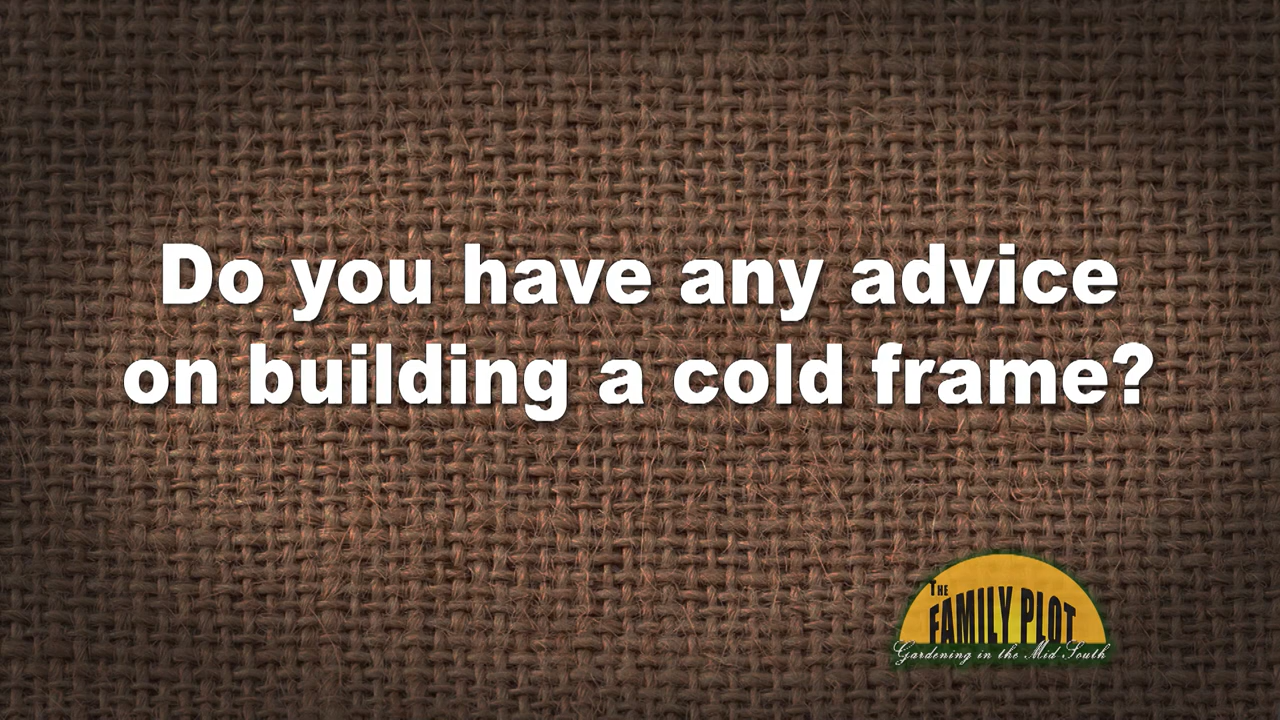 Do you have any advice
on building a cold frame?
THE
FAMILY PLOT
Gardening in the Mid-South